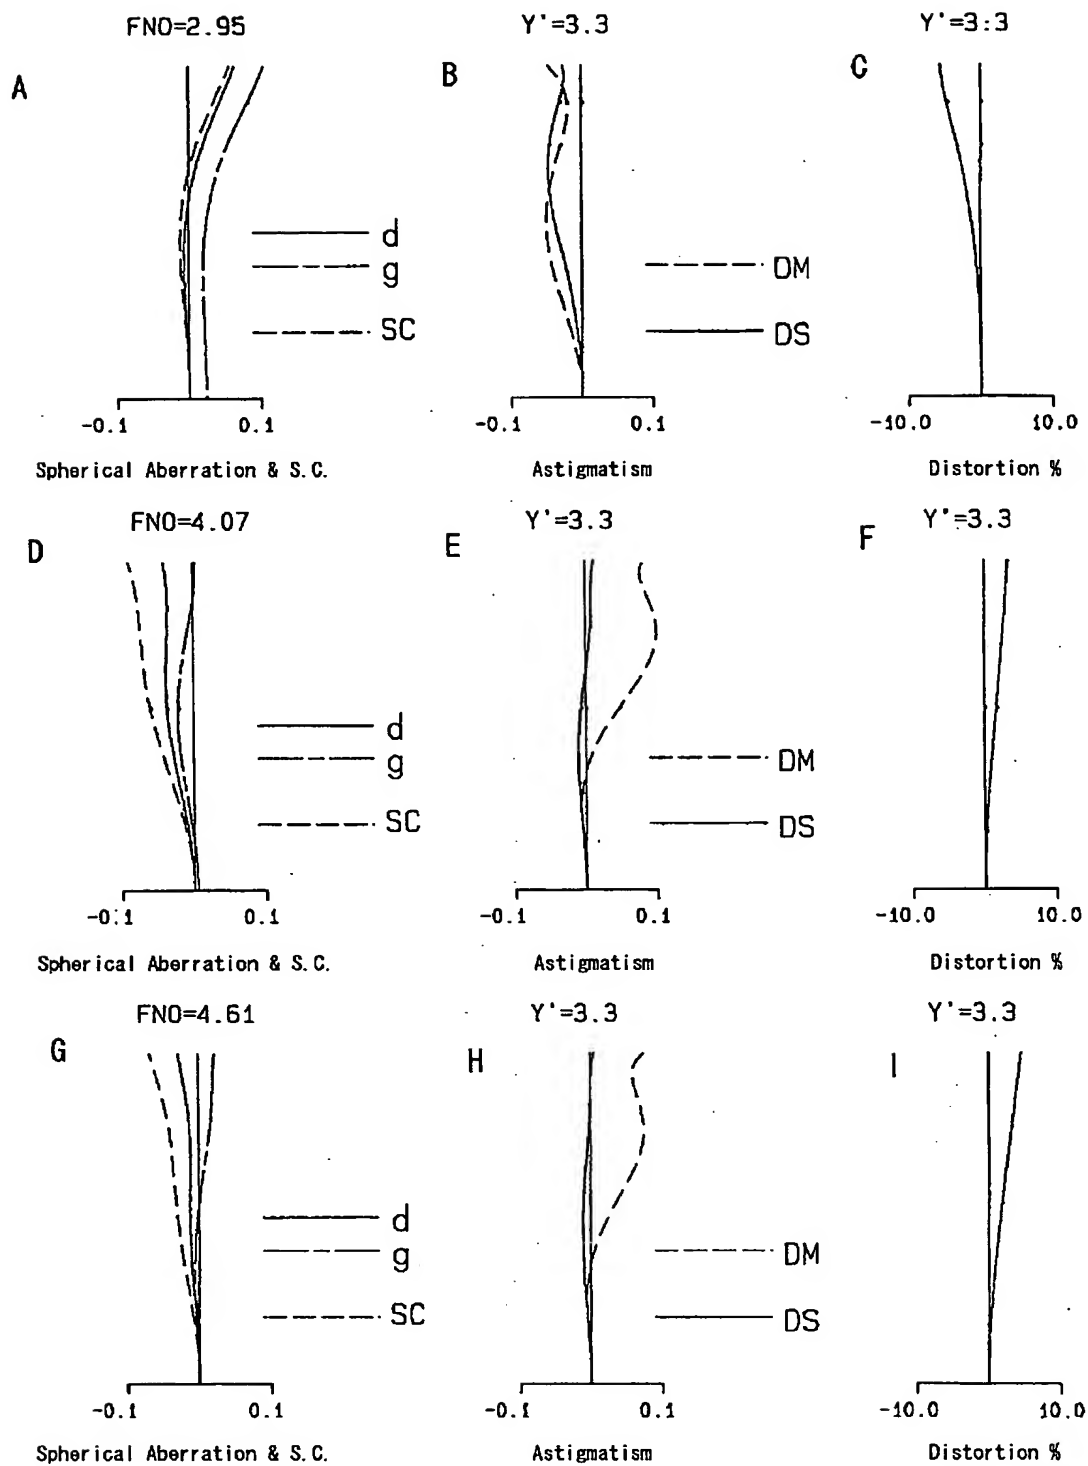 FNO=2.95 Y'=3.3 Y'=3:3
A B C
d
g
SC
DM
DS
-0.1 0.1 -0.1 0.1 -10.0 10.0
Spherical Aberration & S.C. Astigmatism Distortion %
FNO=4.07 Y'=3.3 Y'=3.3
D E F
d
g
SC
DM
DS
-0.1 0.1 -0.1 0.1 -10.0 10.0
Spherical Aberration & S.C. Astigmatism Distortion %
FNO=4.61 Y'=3.3 Y'=3.3
G H I
d
g
SC
DM
DS
-0.1 0.1 -0.1 0.1 -10.0 10.0
Spherical Aberration & S.C. Astigmatism Distortion %